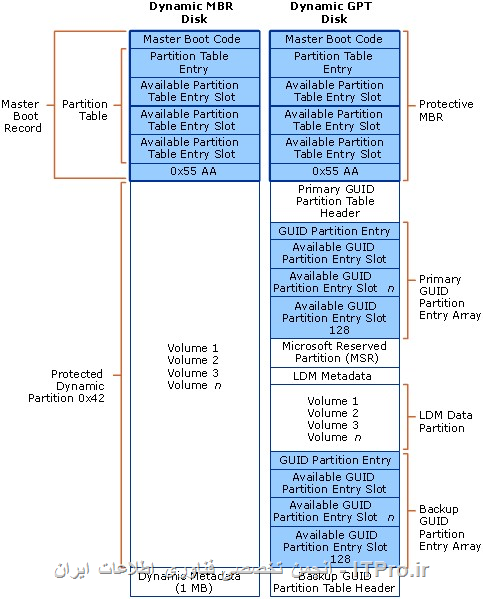 Dynamic MBR
Disk
Dynamic GPT
Disk
Master Boot Code
Partition Table
Entry
Available Partition
Table Entry Slot
Available Partition
Table Entry Slot
Available Partition
Table Entry Slot
0x55 AA
Master Boot Code
Partition Table
Entry
Available Partition
Table Entry Slot
Available Partition
Table Entry Slot
Available Partition
Table Entry Slot
0x55 AA
Master
Boot
Record
Partition
Table
Protective
MBR
Primary GUID
Partition Table
Header
GUID Partition Entry
Available GUID
Partition Entry Slot
Available GUID
Partition Entry Slot n
Available GUID
Partition Entry Slot
128
Primary
GUID
Partition
Entry Array
Microsoft Reserved
Partition (MSR)
LDM Metadata
Protected
Dynamic
Partition 0x42
Volume 1
Volume 2
Volume 3
Volume n
Volume 1
Volume 2
Volume 3
Volume n
LDM Data
Partition
GUID Partition Entry
Available GUID
Partition Entry Slot
Available GUID
Partition Entry Slot n
Available GUID
Partition Entry Slot
128
Backup
GUID
Partition
Entry Array
ITPro.ir - انجمن تخصصی فناوری اطلاعات ایران
Dynamic Metadata
(1 MB)
Backup GUID
Partition Table Header